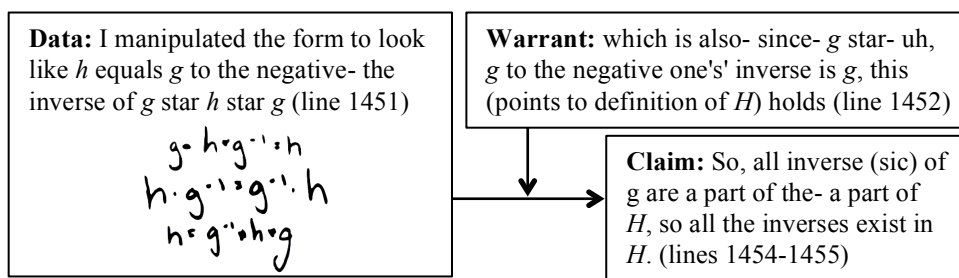 Data: I manipulated the form to look
like h equals g to the negative- the
inverse of g star h star g (line 1451)
g • h • g⁻¹ = h
h • g⁻¹ = g⁻¹ • h
h = g⁻¹ • h • g
Warrant: which is also- since- g star- uh,
g to the negative one's' inverse is g, this
(points to definition of H) holds (line 1452)
Claim: So, all inverse (sic) of
g are a part of the- a part of
H, so all the inverses exist in
H. (lines 1454-1455)